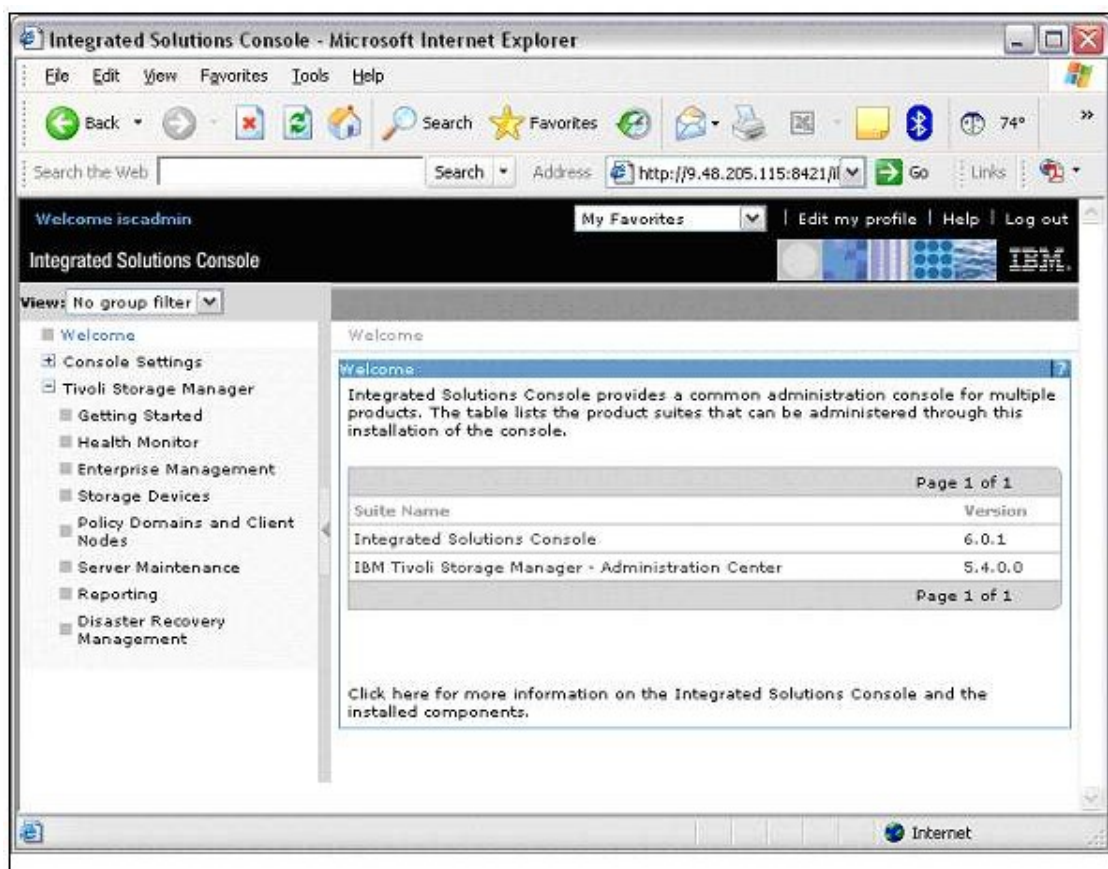 Integrated Solutions Console - Microsoft Internet Explorer
File Edit View Favorites Tools Help
Back Search Favorites 74° »
Search the Web Search Address http://9.48.205.115:8421/ Go Links
Welcome iscadmin My Favorites | Edit my profile | Help | Log out
Integrated Solutions Console IBM.
View: No group filter
Welcome
Console Settings
Tivoli Storage Manager
Getting Started
Health Monitor
Enterprise Management
Storage Devices
Policy Domains and Client
Nodes
Server Maintenance
Reporting
Disaster Recovery
Management
Welcome
Welcome ?
Integrated Solutions Console provides a common administration console for multiple
products. The table lists the product suites that can be administered through this
installation of the console.
Page 1 of 1
Suite Name Version
Integrated Solutions Console 6.0.1
IBM Tivoli Storage Manager - Administration Center 5.4.0.0
Page 1 of 1
Click here for more information on the Integrated Solutions Console and the
installed components.
Internet